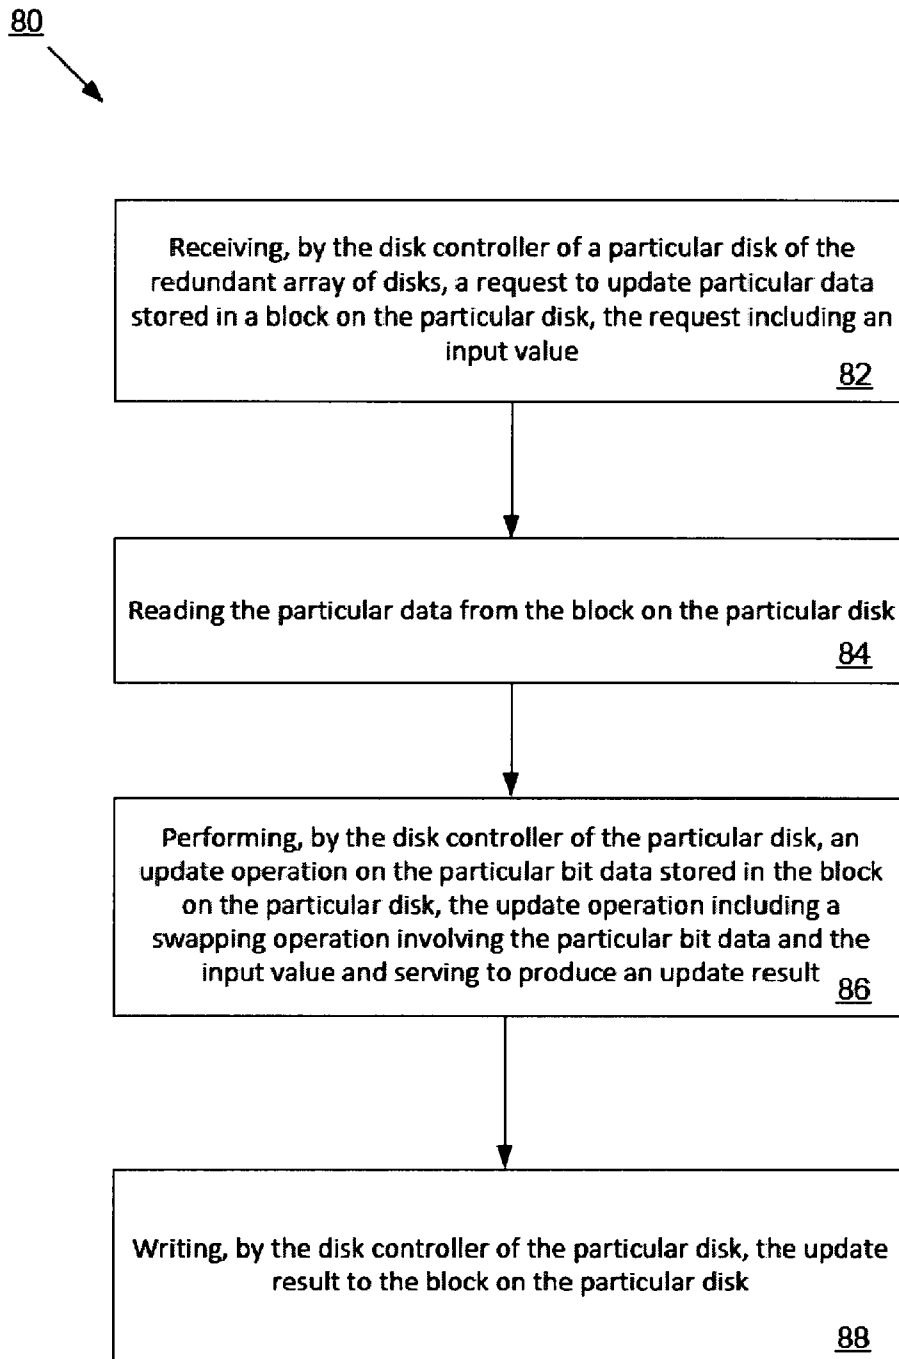 80
Receiving, by the disk controller of a particular disk of the
redundant array of disks, a request to update particular data
stored in a block on the particular disk, the request including an
input value
82
Reading the particular data from the block on the particular disk
84
Performing, by the disk controller of the particular disk, an
update operation on the particular bit data stored in the block
on the particular disk, the update operation including a
swapping operation involving the particular bit data and the
input value and serving to produce an update result
86
Writing, by the disk controller of the particular disk, the update
result to the block on the particular disk
88